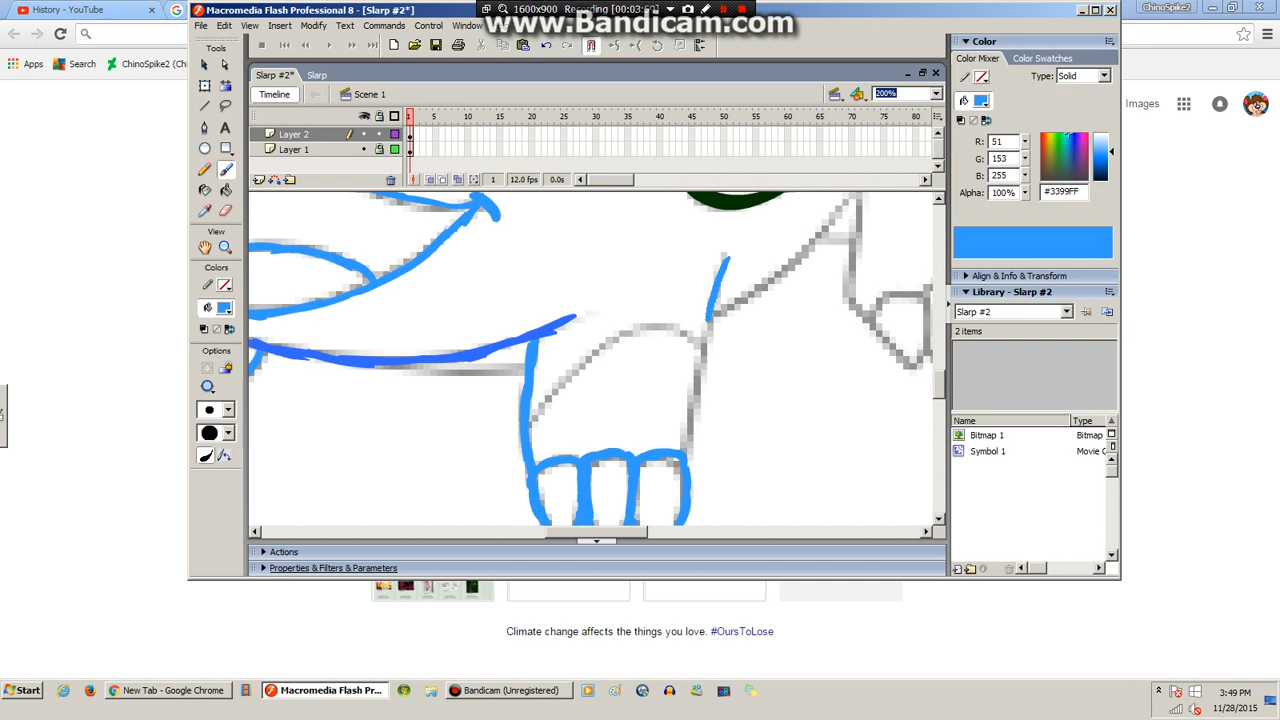 Macromedia Flash Professional 8 - [Slarp #2*]
1600x900 Recording [00:03:
www.Bandicam.com
ChinoSpike2
History - YouTube
File Edit View Insert Modify Text Commands Control
Apps Search ChinoSpike2 (Ch
Images
Tools
View
Colors
Options
Slarp #2* Slarp
Timeline Scene 1 200%
1 5 10 15 20 25 30 35 40 45 50 55 60 65 70 75 80
Layer 2
Layer 1
1 12.0 fps 0.0s
Color
Color Mixer Color Swatches
Type: Solid
R: 51
G: 153
B: 255
Alpha: 100% #3399FF
Align & Info & Transform
Library - Slarp #2
Slarp #2
2 items
Name Type
Bitmap 1 Bitmap
Symbol 1 Movie C
Actions
Properties & Filters & Parameters
Climate change affects the things you love. #OursToLose
Start New Tab - Google Chrome Macromedia Flash Pr... Bandicam (Unregistered)
3:49 PM
11/28/2015